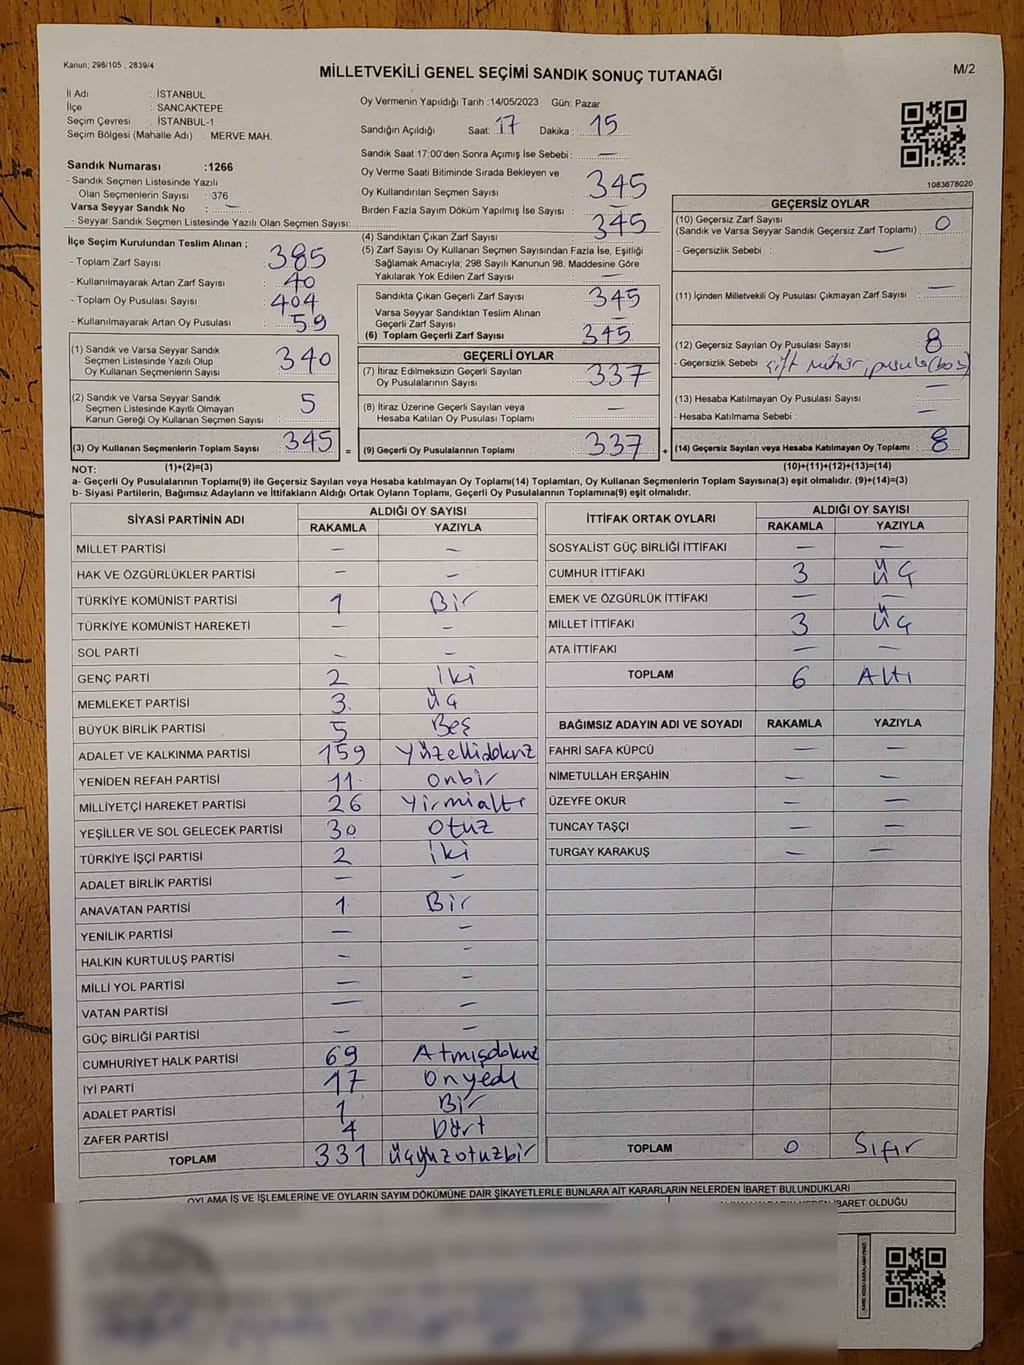 Kanun; 298/105 , 2839/4
MİLLETVEKİLİ GENEL SEÇİMİ SANDIK SONUÇ TUTANAĞI
M/2
İl Adı : İSTANBUL
İlçe : SANCAKTEPE
Seçim Çevresi : İSTANBUL-1
Seçim Bölgesi (Mahalle Adı) : MERVE MAH.
Oy Vermenin Yapıldığı Tarih :14/05/2023 Gün: Pazar
Sandığın Açıldığı Saat: 17 Dakika : 15
Sandık Saat 17:00'den Sonra Açımış İse Sebebi : —
Sandık Numarası :1266
- Sandık Seçmen Listesinde Yazılı
Olan Seçmenlerin Sayısı : 376
Varsa Seyyar Sandık No : —
- Seyyar Sandık Seçmen Listesinde Yazılı Olan Seçmen Sayısı:
Oy Verme Saati Bitiminde Sırada Bekleyen ve
Oy Kullandırılan Seçmen Sayısı : 345
Birden Fazla Sayım Döküm Yapılmış İse Sayısı : —
1083678020
İlçe Seçim Kurulundan Teslim Alınan ;
- Toplam Zarf Sayısı : 385
- Kullanılmayarak Artan Zarf Sayısı : 40
- Toplam Oy Pusulası Sayısı : 404
- Kullanılmayarak Artan Oy Pusulası : 59
(4) Sandıktan Çıkan Zarf Sayısı : 345
(5) Zarf Sayısı Oy Kullanan Seçmen Sayısından Fazla İse, Eşitliği
Sağlamak Amacıyla; 298 Sayılı Kanunun 98. Maddesine Göre
Yakılarak Yok Edilen Zarf Sayısı : —
Sandıkta Çıkan Geçerli Zarf Sayısı : 345
Varsa Seyyar Sandıktan Teslim Alınan
Geçerli Zarf Sayısı : —
(6) Toplam Geçerli Zarf Sayısı : 345
GEÇERSİZ OYLAR
(10) Geçersiz Zarf Sayısı
(Sandık ve Varsa Seyyar Sandık Geçersiz Zarf Toplamı) : 0
- Geçersizlik Sebebi : —
(11) İçinden Milletvekili Oy Pusulası Çıkmayan Zarf Sayısı : —
(12) Geçersiz Sayılan Oy Pusulası Sayısı : 8
- Geçersizlik Sebebi : çift mühür, pusula (boş)
(13) Hesaba Katılmayan Oy Pusulası Sayısı : —
- Hesaba Katılmama Sebebi : —
(14) Geçersiz Sayılan veya Hesaba Katılmayan Oy Toplamı : 8
(10)+(11)+(12)+(13)=(14)
(1) Sandık ve Varsa Seyyar Sandık
Seçmen Listesinde Yazılı Olup
Oy Kullanan Seçmenlerin Sayısı : 340
(2) Sandık ve Varsa Seyyar Sandık
Seçmen Listesinde Kayıtlı Olmayan
Kanun Gereği Oy Kullanan Seçmen Sayısı : 5
(3) Oy Kullanan Seçmenlerin Toplam Sayısı : 345 =
(1)+(2)=(3)
GEÇERLİ OYLAR
(7) İtiraz Edilmeksizin Geçerli Sayılan
Oy Pusulalarının Sayısı : 337
(8) İtiraz Üzerine Geçerli Sayılan veya
Hesaba Katılan Oy Pusulası Toplamı : —
(9) Geçerli Oy Pusulalarının Toplamı : 337 +
NOT:
a- Geçerli Oy Pusulalarının Toplamı(9) ile Geçersiz Sayılan veya Hesaba Katılmayan Oy Toplamı(14) Toplamları, Oy Kullanan Seçmenlerin Toplam Sayısına(3) eşit olmalıdır. (9)+(14)=(3)
b- Siyasi Partilerin, Bağımsız Adayların ve İttifakların Aldığı Ortak Oyların Toplamı, Geçerli Oy Pusulalarının Toplamına(9) eşit olmalıdır.
SİYASİ PARTİNİN ADI ALDIĞI OY SAYISI
RAKAMLA YAZIYLA
MİLLET PARTİSİ — —
HAK VE ÖZGÜRLÜKLER PARTİSİ — —
TÜRKİYE KOMÜNİST PARTİSİ 1 Bir
TÜRKİYE KOMÜNİST HAREKETİ — —
SOL PARTİ — —
GENÇ PARTİ 2 İki
MEMLEKET PARTİSİ 3 Üç
BÜYÜK BİRLİK PARTİSİ 5 Beş
ADALET VE KALKINMA PARTİSİ 159 Yüzellidokuz
YENİDEN REFAH PARTİSİ 11 onbir
MİLLİYETÇİ HAREKET PARTİSİ 26 Yirmialtı
YEŞİLLER VE SOL GELECEK PARTİSİ 30 otuz
TÜRKİYE İŞÇİ PARTİSİ 2 iki
ADALET BİRLİK PARTİSİ — —
ANAVATAN PARTİSİ 1 Bir
YENİLİK PARTİSİ — —
HALKIN KURTULUŞ PARTİSİ — —
MİLLİ YOL PARTİSİ — —
VATAN PARTİSİ — —
GÜÇ BİRLİĞİ PARTİSİ — —
CUMHURİYET HALK PARTİSİ 69 Atmışdokuz
İYİ PARTİ 17 onyedi
ADALET PARTİSİ 1 Bir
ZAFER PARTİSİ 4 Dört
TOPLAM 331 üçyüzotuzbir
İTTİFAK ORTAK OYLARI ALDIĞI OY SAYISI
RAKAMLA YAZIYLA
SOSYALİST GÜÇ BİRLİĞİ İTTİFAKI — —
CUMHUR İTTİFAKI 3 Üç
EMEK VE ÖZGÜRLÜK İTTİFAKI — —
MİLLET İTTİFAKI 3 Üç
ATA İTTİFAKI — —
TOPLAM 6 Altı
BAĞIMSIZ ADAYIN ADI VE SOYADI RAKAMLA YAZIYLA
FAHRİ SAFA KÜPCÜ — —
NİMETULLAH ERŞAHİN — —
ÜZEYFE OKUR — —
TUNCAY TAŞÇI — —
TURGAY KARAKUŞ — —
TOPLAM 0 Sıfır
OYLAMA İŞ VE İŞLEMLERİNE VE OYLARIN SAYIM DÖKÜMÜNE DAİR ŞİKAYETLERLE BUNLARA AİT KARARLARIN NELERDEN İBARET BULUNDUKLARI
İBARET OLDUĞU